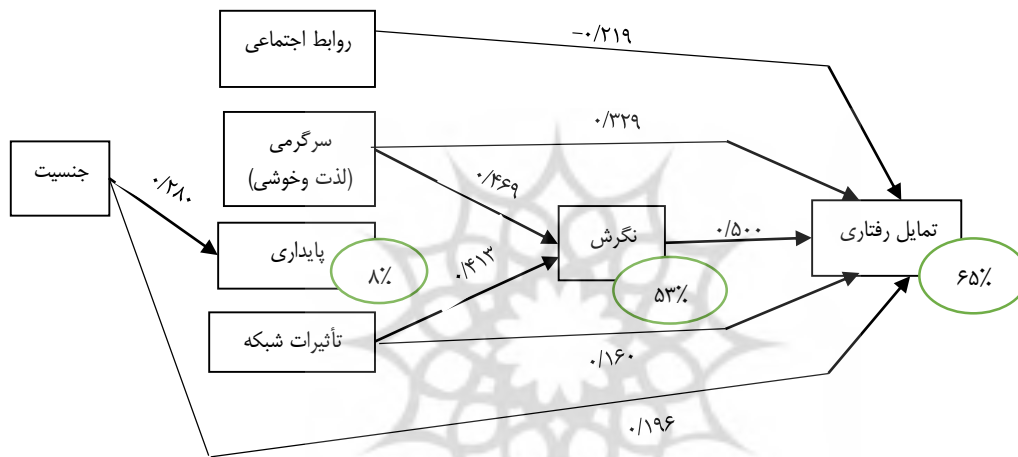 روابط اجتماعی
-۰/۲۱۹
سرگرمی
(لذت وخوشی)
۰/۳۲۹
جنسیت
۰/۲۸۰
۰/۴۶۹
نگرش
۰/۵۰۰
تمایل رفتاری
پایداری
۸٪
۰/۴۱۳
۵۳٪
۶۵٪
تأثیرات شبکه
۰/۱۶۰
۰/۱۹۶